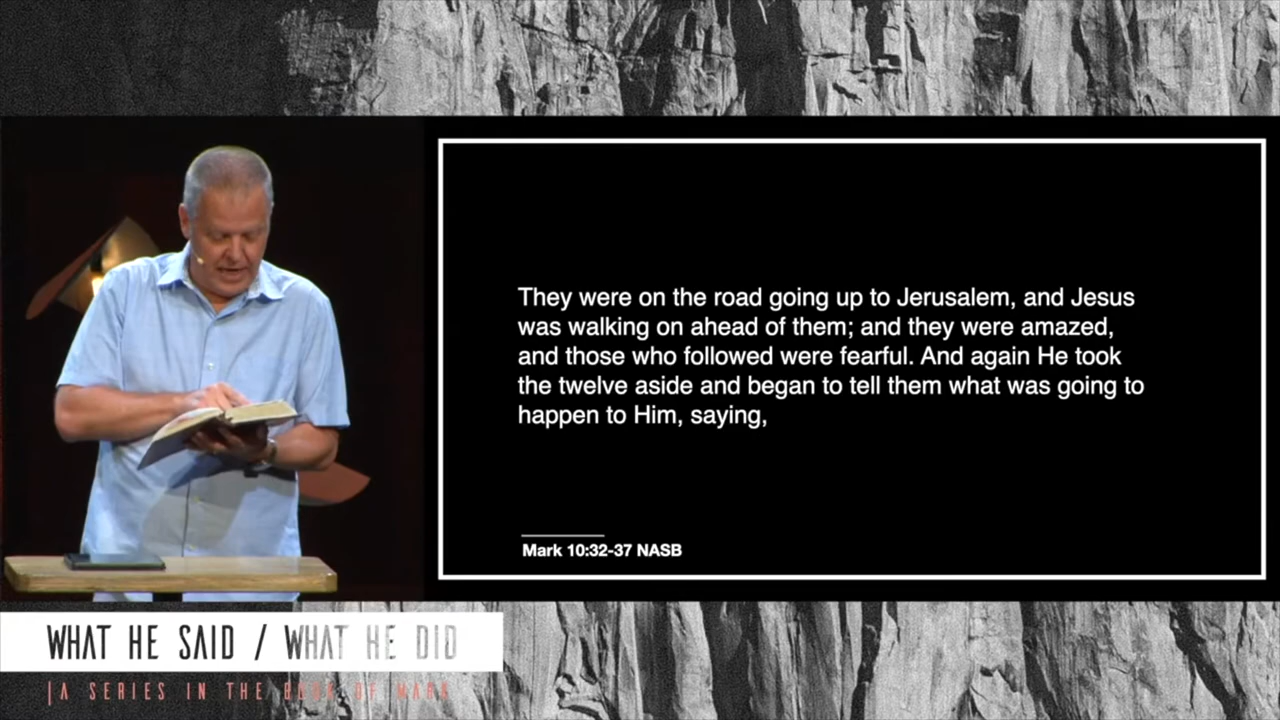 They were on the road going up to Jerusalem, and Jesus
was walking on ahead of them; and they were amazed,
and those who followed were fearful. And again He took
the twelve aside and began to tell them what was going to
happen to Him, saying,
Mark 10:32-37 NASB
WHAT HE SAID / WHAT HE DID
|A SERIES IN THE BOOK OF MARK